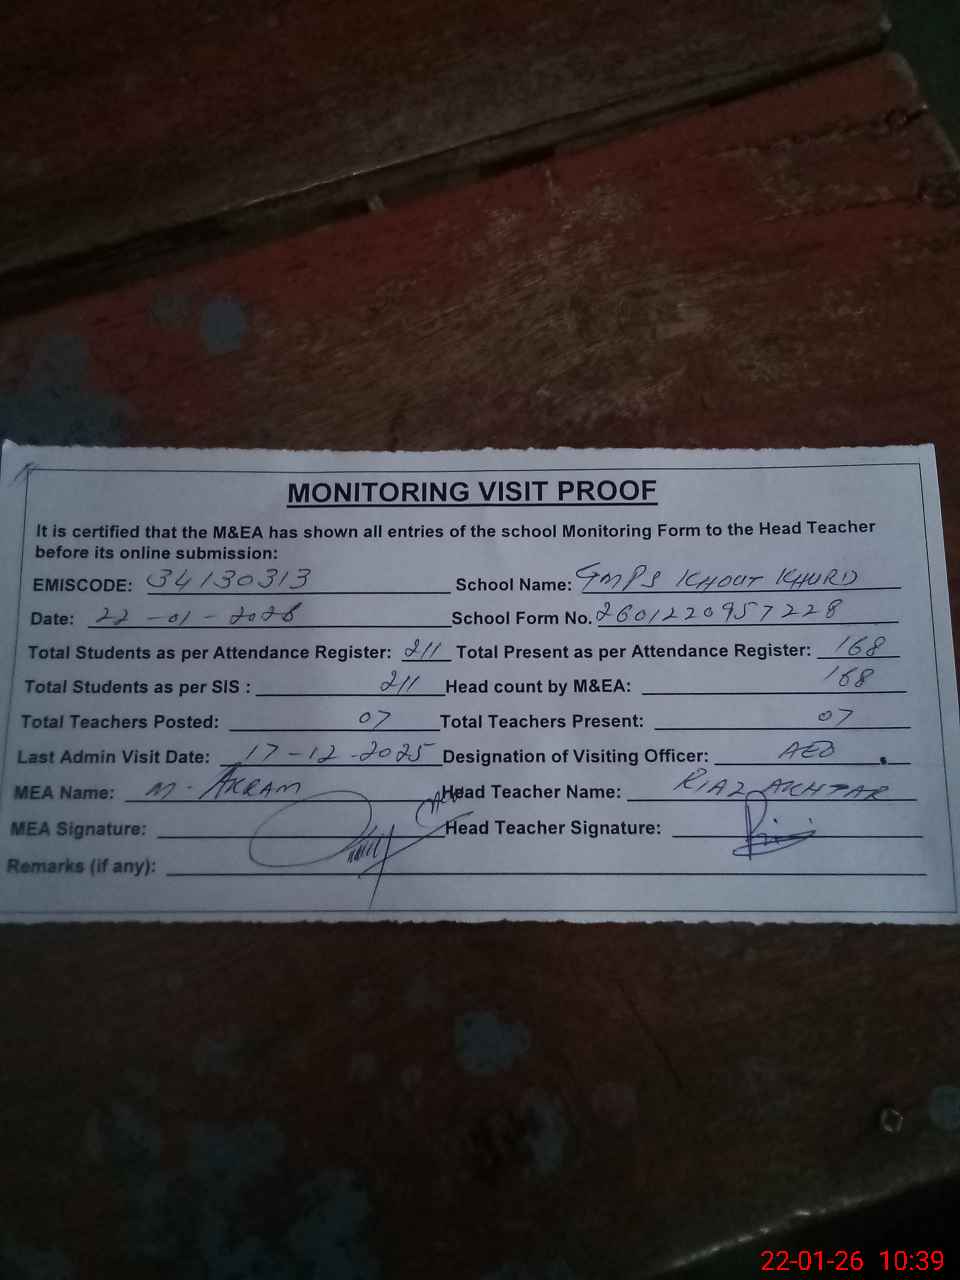 MONITORING VISIT PROOF
It is certified that the M&EA has shown all entries of the school Monitoring Form to the Head Teacher
before its online submission:
EMISCODE: 34130313 School Name: GMPS KHOUT KHURD
Date: 22-01-2026 School Form No. 2601220957228
Total Students as per Attendance Register: 211 Total Present as per Attendance Register: 168
Total Students as per SIS : 211 Head count by M&EA: 168
Total Teachers Posted: 07 Total Teachers Present: 07
Last Admin Visit Date: 17-12-2025 Designation of Visiting Officer: AEO
MEA Name: M. AKRAM Head Teacher Name: RIAZ AKHTAR
MEA Signature: Head Teacher Signature:
Remarks (if any):
22-01-26 10:39